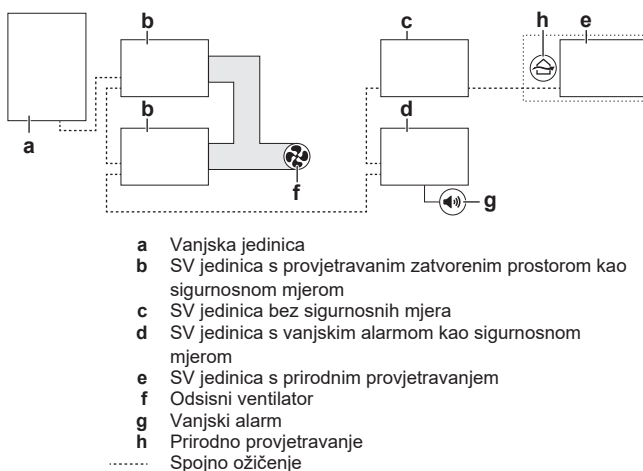 b
c
h
e
a
b
d
f
g
a Vanjska jedinica
b SV jedinica s provjetravanim zatvorenim prostorom kao
sigurnosnom mjerom
c SV jedinica bez sigurnosnih mjera
d SV jedinica s vanjskim alarmom kao sigurnosnom
mjerom
e SV jedinica s prirodnim provjetravanjem
f Odsisni ventilator
g Vanjski alarm
h Prirodno provjetravanje
Spojno ožičenje